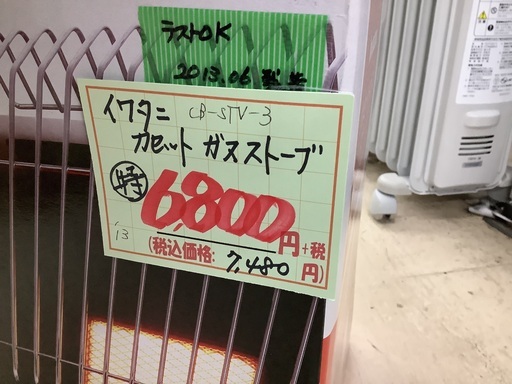 テストOK
2013.06製造
イワタニ CB-STV-3
カセット ガスストーブ
特 6,800円+税
'13
(税込価格: 7,480円)